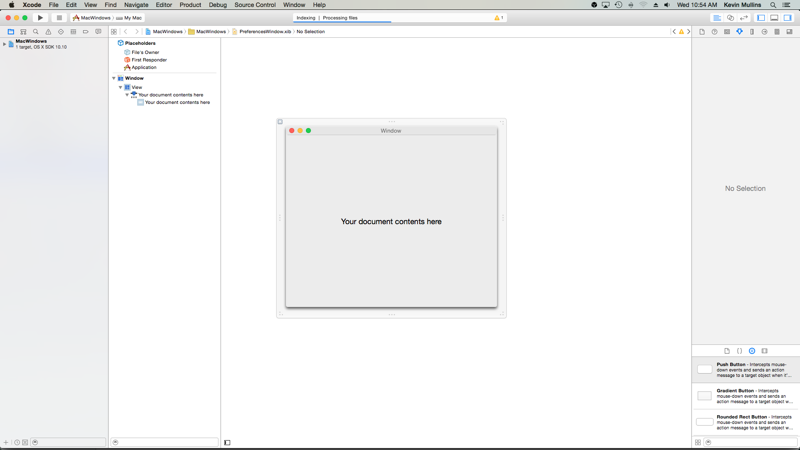 Xcode File Edit View Find Navigate Editor Product Debug Source Control Window Help
Wed 10:54 AM Kevin Mullins
MacWindows My Mac
Indexing | Processing files
1
MacWindows MacWindows PreferencesWindow.xib No Selection
MacWindows
1 target, OS X SDK 10.10
Placeholders
File's Owner
First Responder
Application
Window
View
Your document contents here
Your document contents here
Window
Your document contents here
No Selection
Push Button - Intercepts mouse-
down events and sends an action
message to a target object when it'...
Gradient Button - Intercepts
mouse-down events and sends an
action message to a target object w...
Rounded Rect Button - Intercepts
mouse-down events and sends an
action message to a target object w...